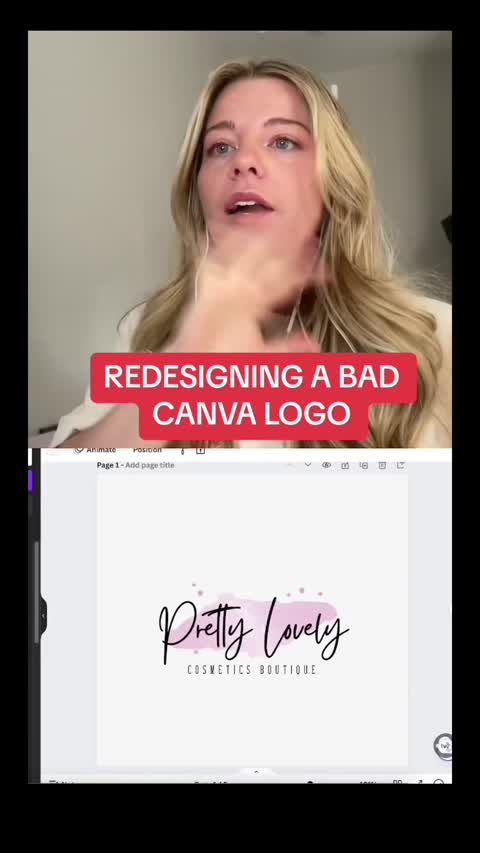 REDESIGNING A BAD
CANVA LOGO
Animate Position
Page 1 - Add page title
Pretty Lovely
COSMETICS BOUTIQUE